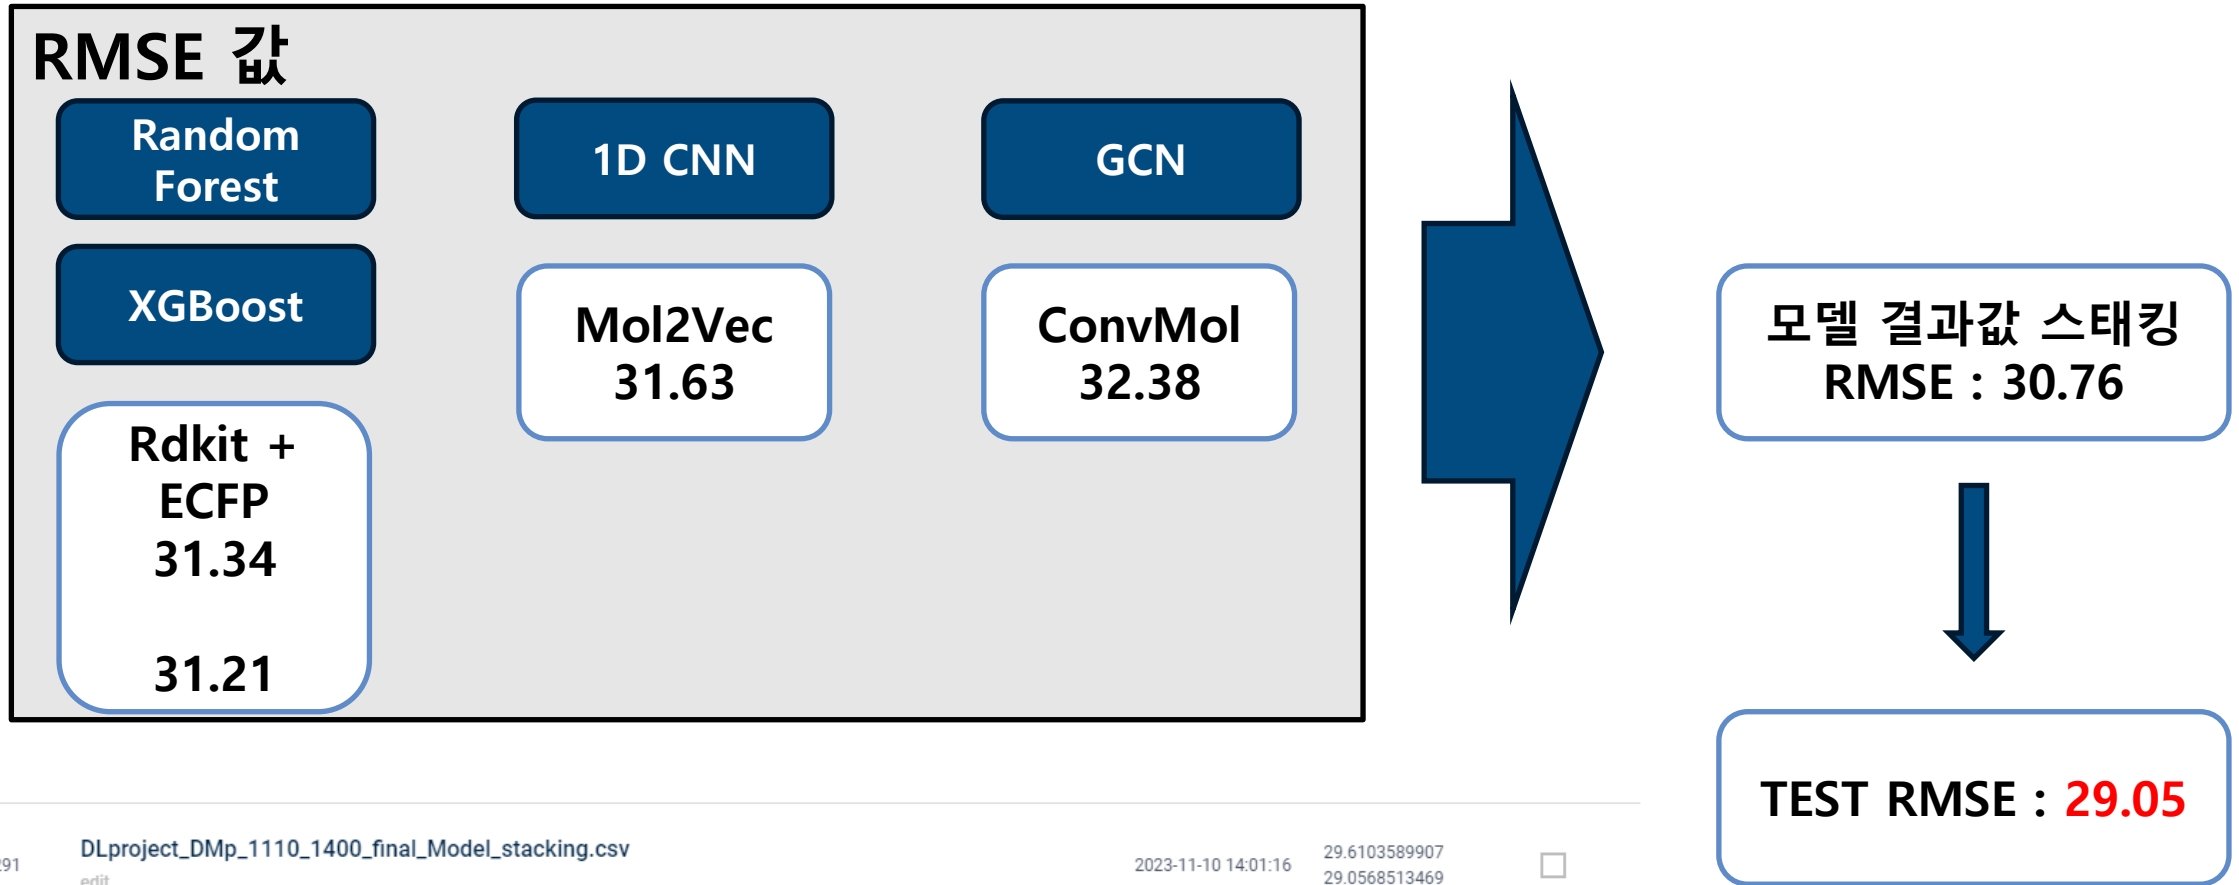 RMSE 값
Random
Forest
XGBoost
Rdkit +
ECFP
31.34
31.21
1D CNN
Mol2Vec
31.63
GCN
ConvMol
32.38
모델 결과값 스태킹
RMSE : 30.76
TEST RMSE : 29.05
291
DLproject_DMp_1110_1400_final_Model_stacking.csv
edit
2023-11-10 14:01:16
29.6103589907
29.0568513469